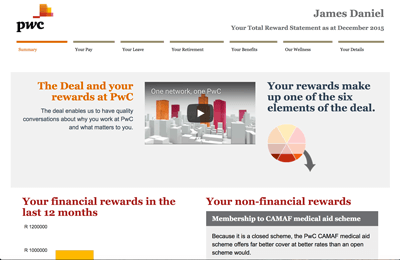 pwc
James Daniel
Your Total Reward Statement as at December 2015
Summary
Your Pay
Your Leave
Your Retirement
Your Benefits
Our Wellness
Your Details
The Deal and your
rewards at PwC
The deal enables us to have quality
conversations about why you work at PwC
and what matters to you.
One network, one PwC
Your rewards make
up one of the six
elements of the deal.
Your financial rewards in the
last 12 months
R 1200000
R 1000000
Your non-financial rewards
Membership to CAMAF medical aid scheme
Because it is a closed scheme, the PwC CAMAF medical aid
scheme offers far better cover at better rates than an open
scheme would.